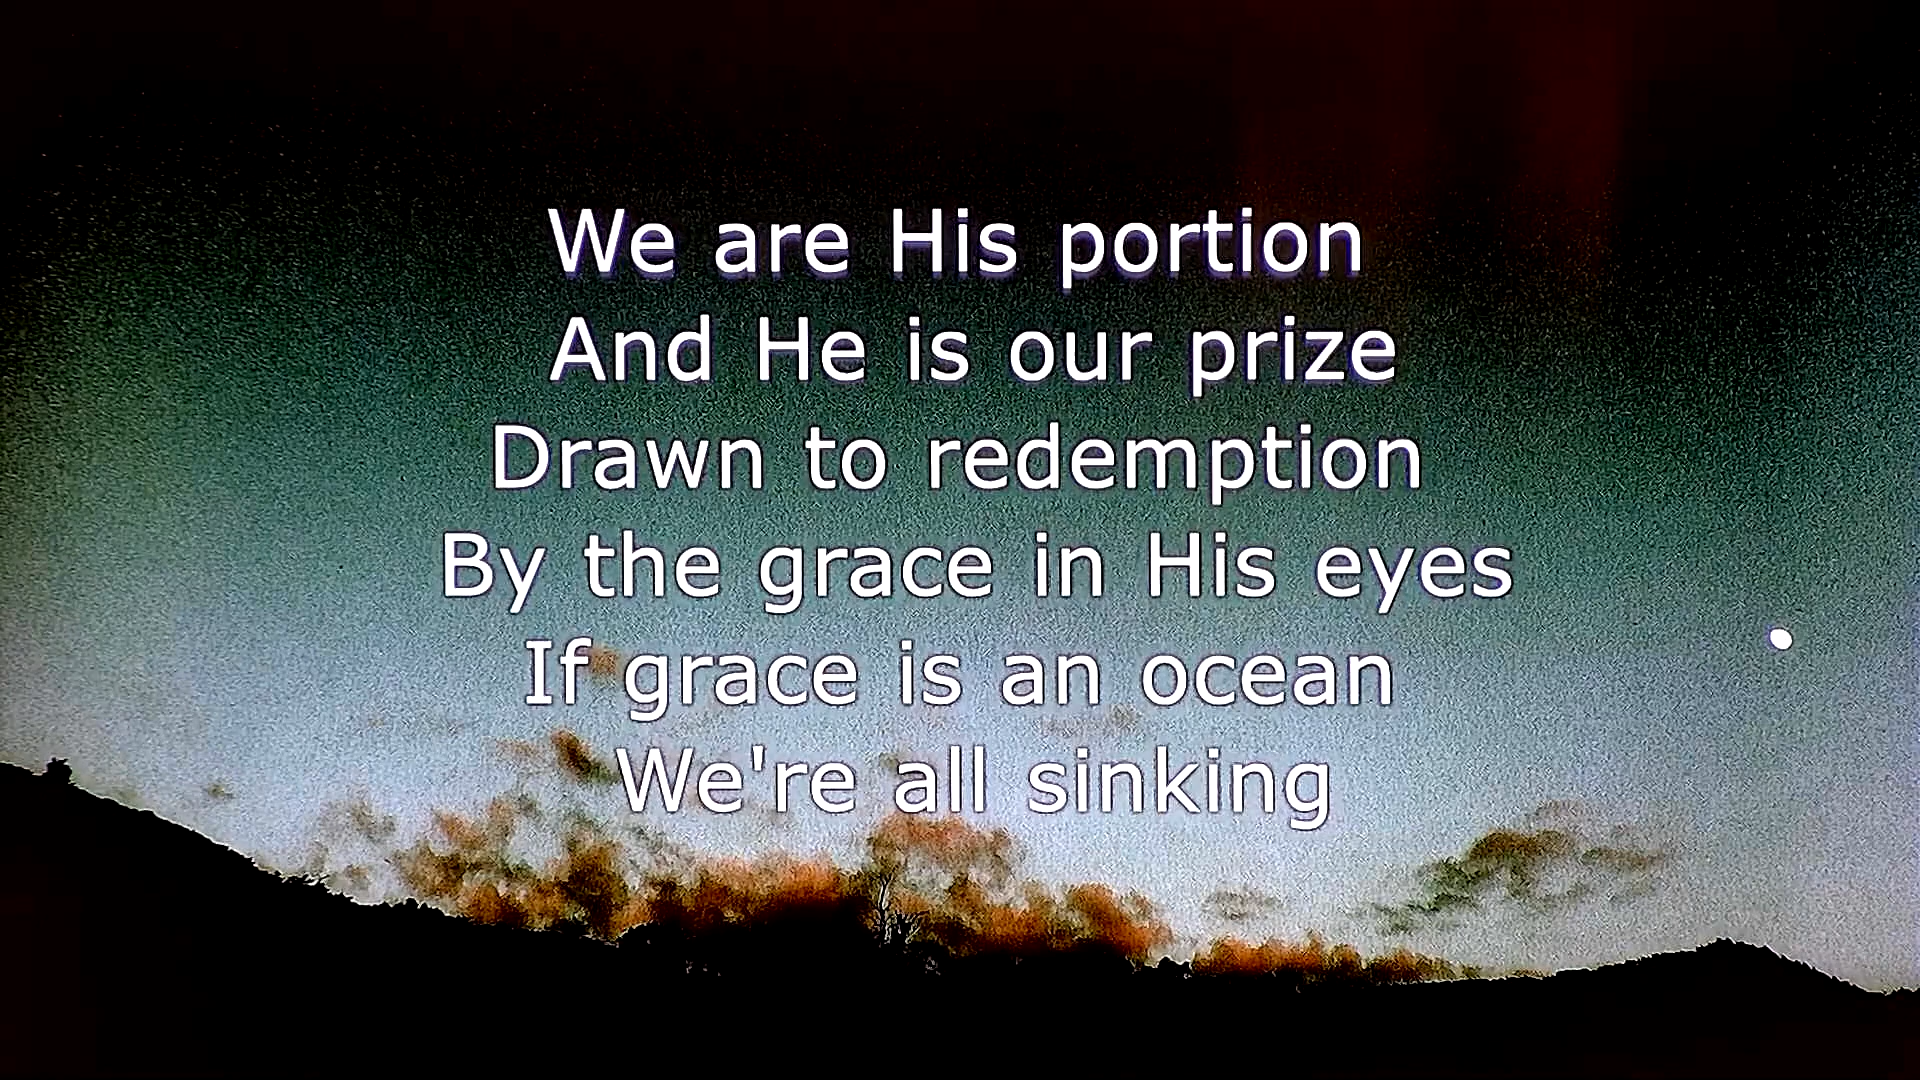 We are His portion
And He is our prize
Drawn to redemption
By the grace in His eyes
If grace is an ocean
We're all sinking